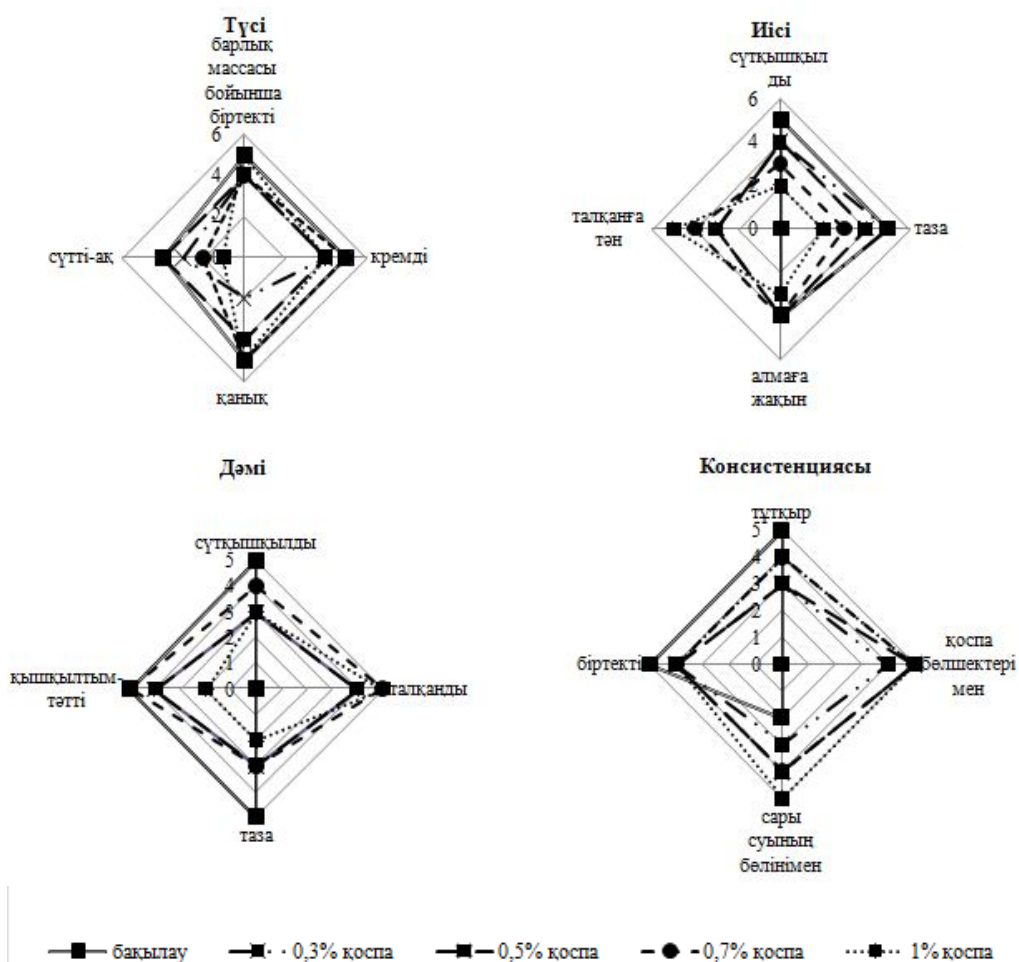 Түсі
барлық
массасы
бойынша
біртекті
6
4
2
0
сүтті-ақ
кремді
қанық
Иісі
сүтқышқыл
ды
6
4
2
0
талқанға
тән
таза
алмаға
жақын
Дәмі
сүтқышқылды
5
4
3
2
1
0
қышқылтым-
тәтті
талқанды
таза
Консистенциясы
тұтқыр
5
4
3
2
1
0
біртекті
қоспа
бөлшектері
мен
сары
суының
бөлінімен
бақылау
0,3% қоспа
0,5% қоспа
0,7% қоспа
1% қоспа